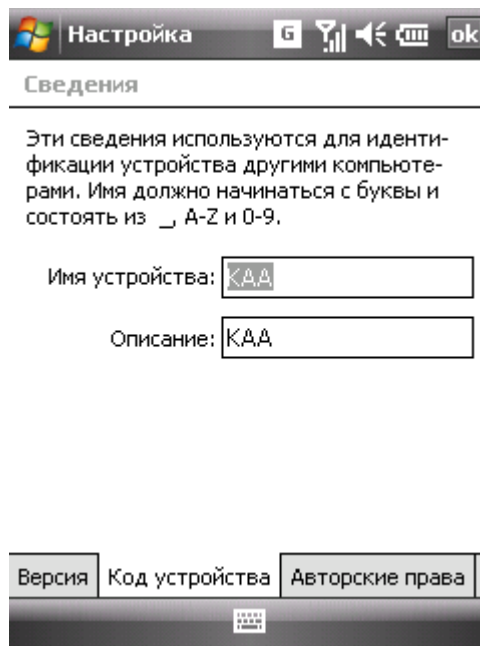 Настройка G ok
Сведения
Эти сведения используются для иденти-
фикации устройства другими компьюте-
рами. Имя должно начинаться с буквы и
состоять из _, A-Z и 0-9.
Имя устройства: KAA
Описание: KAA
Версия Код устройства Авторские права